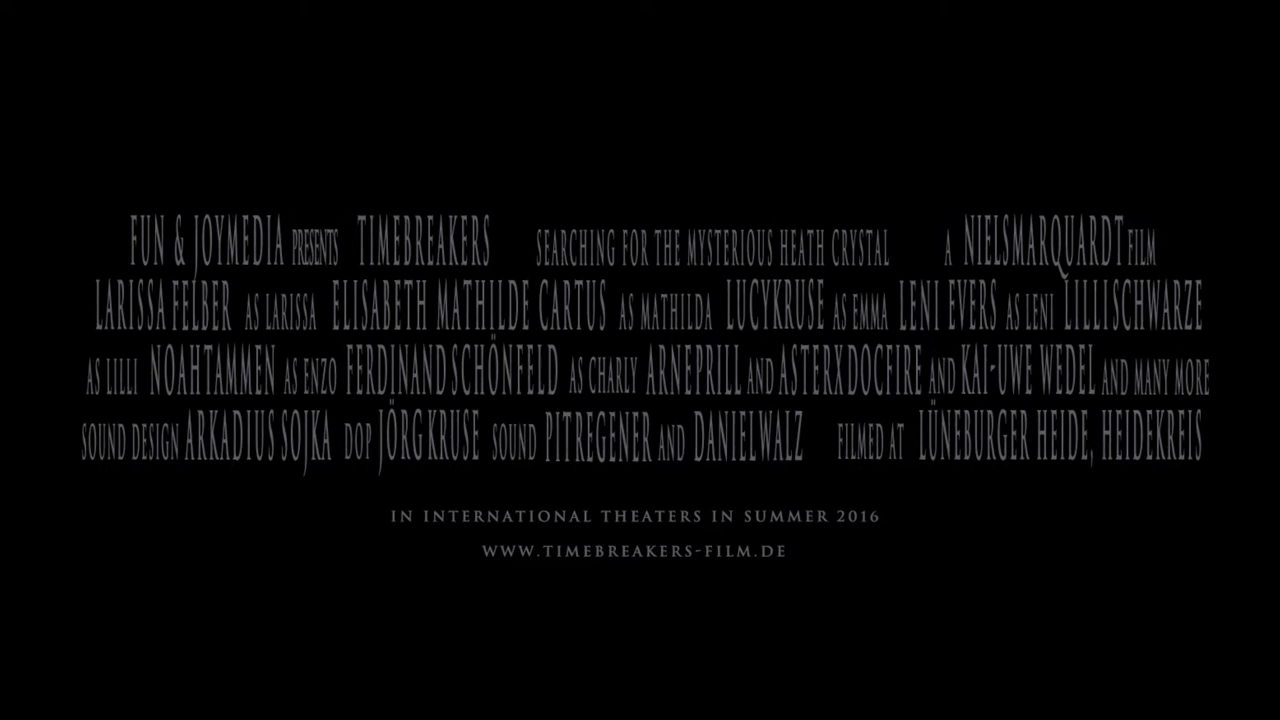 FUN & JOYMEDIA PRESENTS TIMEBREAKERS SEARCHING FOR THE MYSTERIOUS HEATH CRYSTAL A NIELSMARQUARDT FILM
LARISSA FELBER AS LARISSA ELISABETH MATHILDE CARTUS AS MATHILDA LUCYKRUSE AS EMMA LENI EVERS AS LENI LILLISCHWARZE
AS LILLI NOAHTAMMEN AS ENZO FERDINANDSCHÖNFELD AS CHARLY ARNEPRILL AND ASTERXDOCFIRE AND KAI-UWE WEDEL AND MANY MORE
SOUND DESIGN ARKADIUS SOJKA DOP JÖRGKRUSE SOUND PITREGENER AND DANIELWALZ FILMED AT LÜNEBURGER HEIDE, HEIDEKREIS
IN INTERNATIONAL THEATERS IN SUMMER 2016
WWW.TIMEBREAKERS-FILM.DE